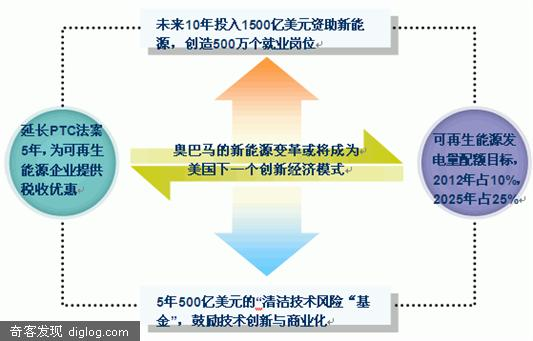 未来10年投入1500亿美元资助新能
源，创造500万个就业岗位
延长PTC法案
5年，为可再生
能源企业提供
税收优惠
奥巴马的新能源变革或将成为
美国下一个创新经济模式
可再生能源发
电量配额目标，
2012年占10%，
2025年占25%
5年500亿美元的“清洁技术风险“基
金”，鼓励技术创新与商业化
奇客发现 diglog.com